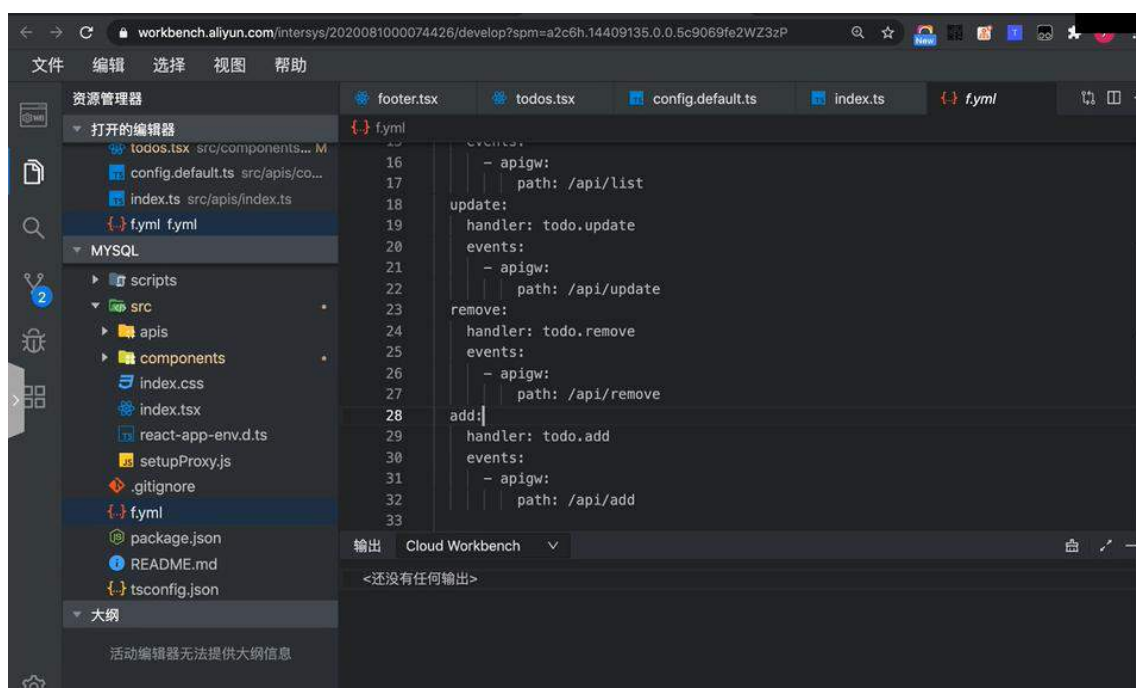 workbench.aliyun.com/intersys/2020081000074426/develop?spm=a2c6h.14409135.0.0.5c9069fe2WZ3zP
New
文件 编辑 选择 视图 帮助
资源管理器
打开的编辑器
todos.tsx src/components... M
config.default.ts src/apis/co...
index.ts src/apis/index.ts
{..} f.yml f.yml
MYSQL
scripts
src
apis
components
index.css
index.tsx
react-app-env.d.ts
setupProxy.js
.gitignore
{..} f.yml
package.json
README.md
{..} tsconfig.json
大纲
活动编辑器无法提供大纲信息
2
footer.tsx todos.tsx config.default.ts index.ts {..} f.yml
{..} f.yml
15 events:
16 - apigw:
17 path: /api/list
18 update:
19 handler: todo.update
20 events:
21 - apigw:
22 path: /api/update
23 remove:
24 handler: todo.remove
25 events:
26 - apigw:
27 path: /api/remove
28 add:
29 handler: todo.add
30 events:
31 - apigw:
32 path: /api/add
33
输出 Cloud Workbench
<还没有任何输出>